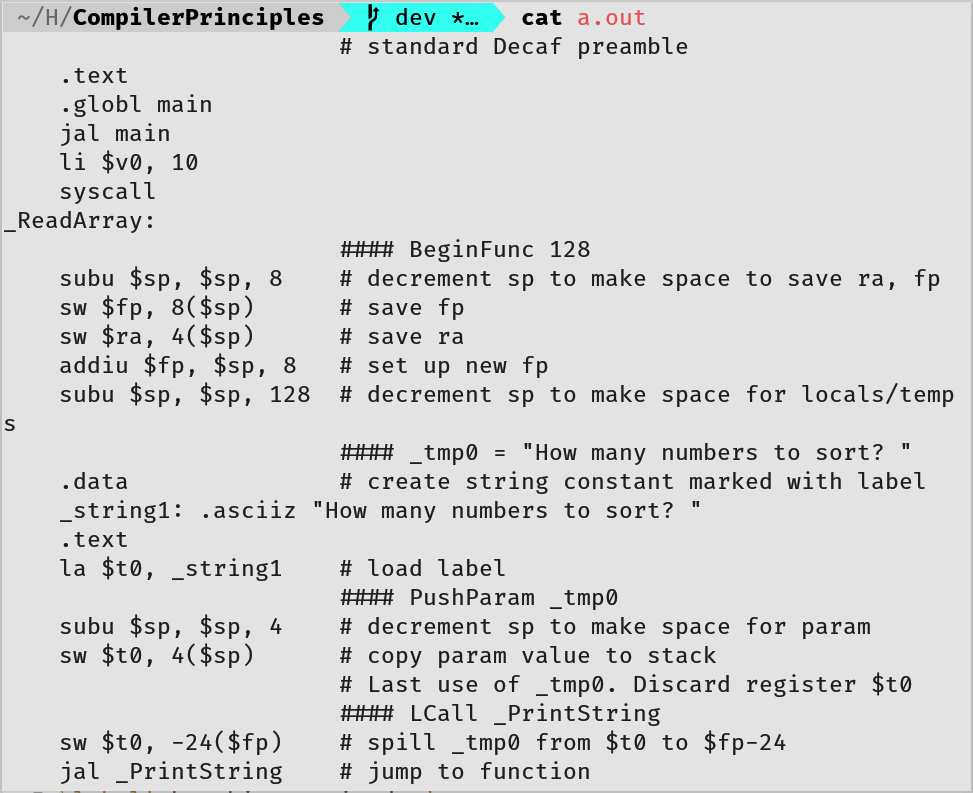 ~/H/CompilerPrinciples dev *… cat a.out
# standard Decaf preamble
.text
.globl main
jal main
li $v0, 10
syscall
_ReadArray:
#### BeginFunc 128
subu $sp, $sp, 8 # decrement sp to make space to save ra, fp
sw $fp, 8($sp) # save fp
sw $ra, 4($sp) # save ra
addiu $fp, $sp, 8 # set up new fp
subu $sp, $sp, 128 # decrement sp to make space for locals/temp
s
#### _tmp0 = "How many numbers to sort? "
.data # create string constant marked with label
_string1: .asciiz "How many numbers to sort? "
.text
la $t0, _string1 # load label
#### PushParam _tmp0
subu $sp, $sp, 4 # decrement sp to make space for param
sw $t0, 4($sp) # copy param value to stack
# Last use of _tmp0. Discard register $t0
#### LCall _PrintString
sw $t0, -24($fp) # spill _tmp0 from $t0 to $fp-24
jal _PrintString # jump to function